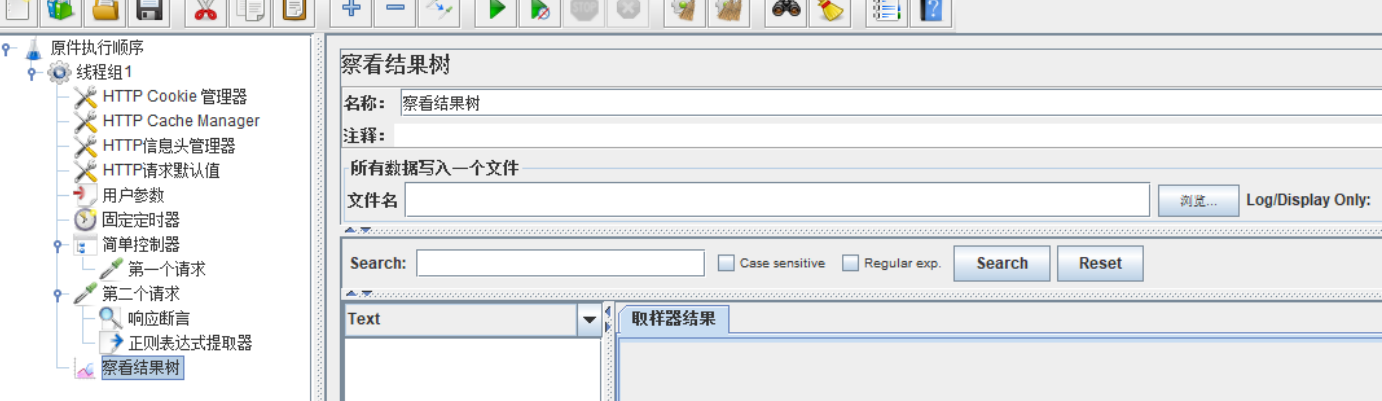 STOP
原件执行顺序
线程组1
HTTP Cookie 管理器
HTTP Cache Manager
HTTP信息头管理器
HTTP请求默认值
用户参数
固定定时器
简单控制器
第一个请求
第二个请求
响应断言
正则表达式提取器
察看结果树
察看结果树
名称： 察看结果树
注释：
所有数据写入一个文件
文件名 浏览... Log/Display Only:
Search: Case sensitive Regular exp. Search Reset
Text 取样器结果